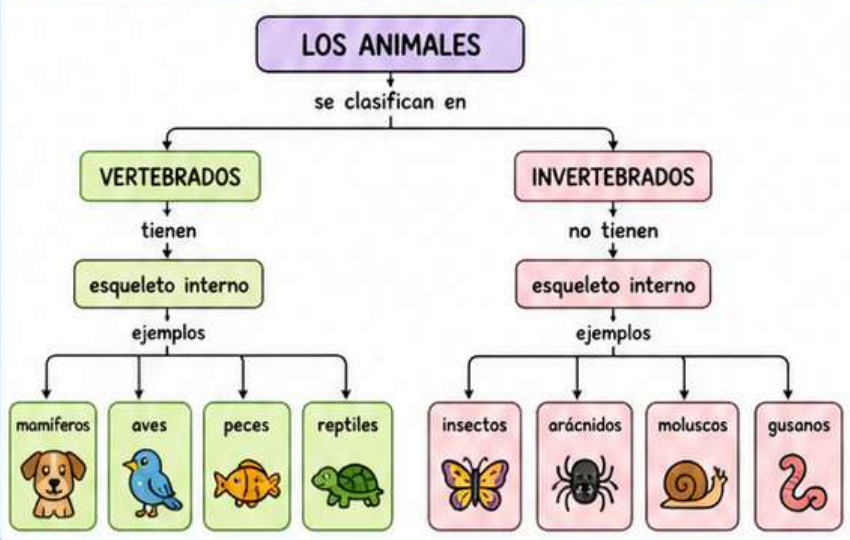 LOS ANIMALES
se clasifican en
VERTEBRADOS
INVERTEBRADOS
tienen
no tienen
esqueleto interno
esqueleto interno
ejemplos
ejemplos
mamíferos
aves
peces
reptiles
insectos
arácnidos
moluscos
gusanos